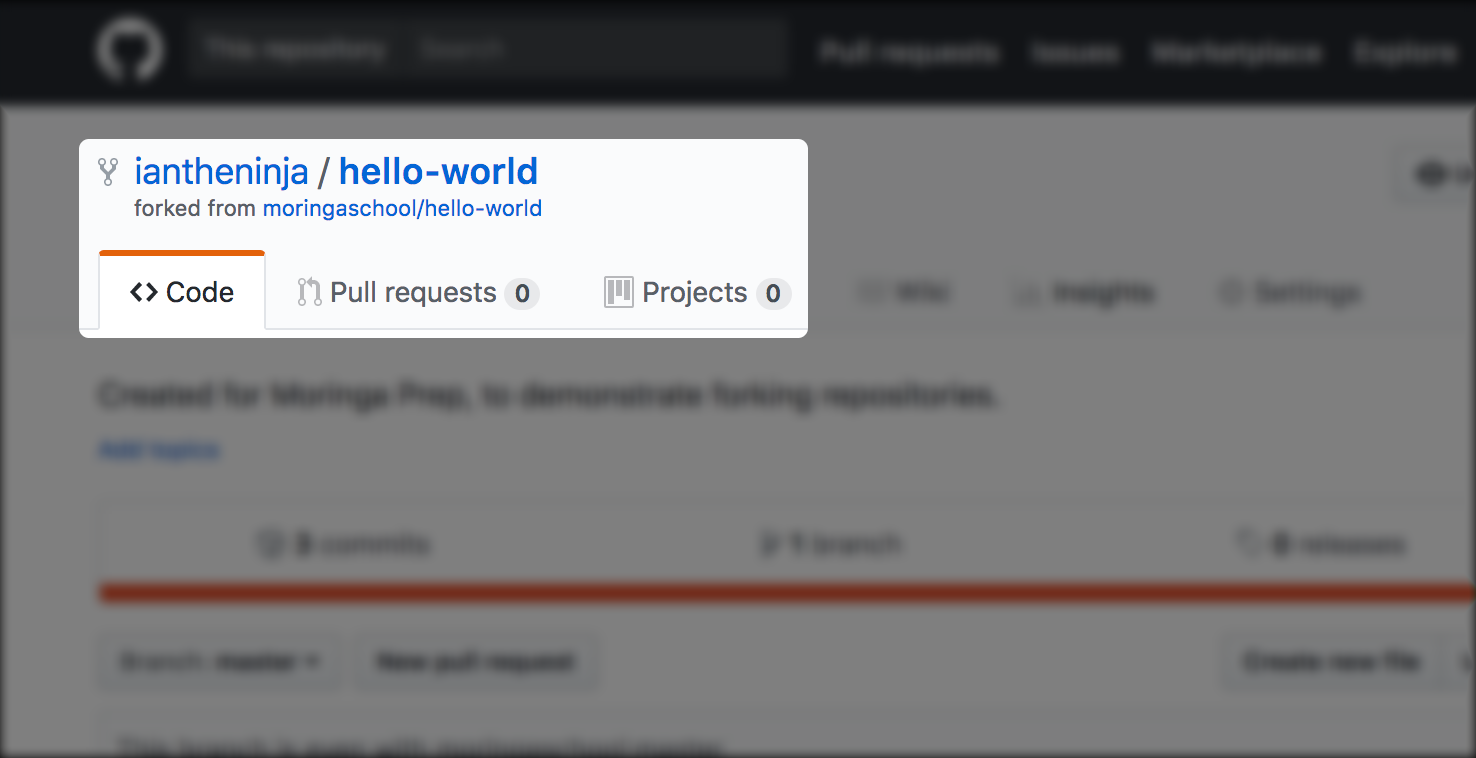 This repository Search Pull requests Issues Marketplace Explore
iantheninja / hello-world
forked from moringaschool/hello-world
Code Pull requests 0 Projects 0 Wiki Insights Settings
Created for Moringa Prep, to demonstrate forking repositories.
Add topics
3 commits 1 branch 0 releases
Branch: master New pull request Create new file
This branch is even with moringaschool:master